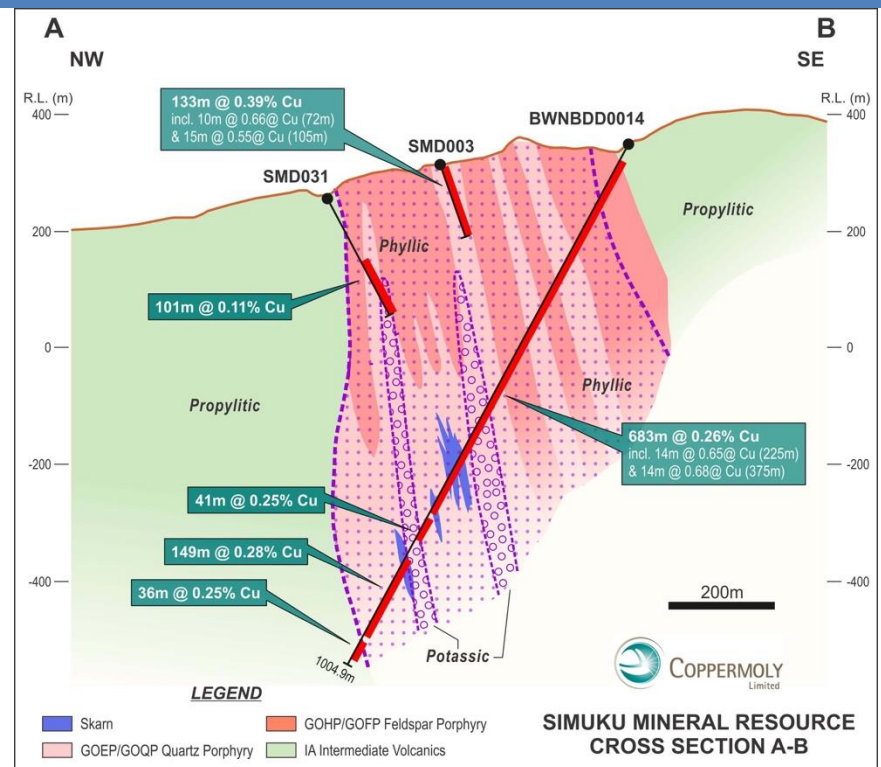 A
B
NW
SE
R.L. (m)
R.L. (m)
133m @ 0.39% Cu
incl. 10m @ 0.66@ Cu (72m)
& 15m @ 0.55@ Cu (105m)
BWNBDD0014
SMD003
SMD031
400
400
200
200
0
0
-200
-200
-400
-400
Propylitic
Phyllic
101m @ 0.11% Cu
Propylitic
Phyllic
683m @ 0.26% Cu
incl. 14m @ 0.65@ Cu (225m)
& 14m @ 0.68@ Cu (375m)
41m @ 0.25% Cu
149m @ 0.28% Cu
36m @ 0.25% Cu
200m
1004.9m
Potassic
COPPERMOLY
Limited
LEGEND
Skarn
GOHP/GOFP Feldspar Porphyry
GOEP/GOQP Quartz Porphyry
IA Intermediate Volcanics
SIMUKU MINERAL RESOURCE
CROSS SECTION A-B